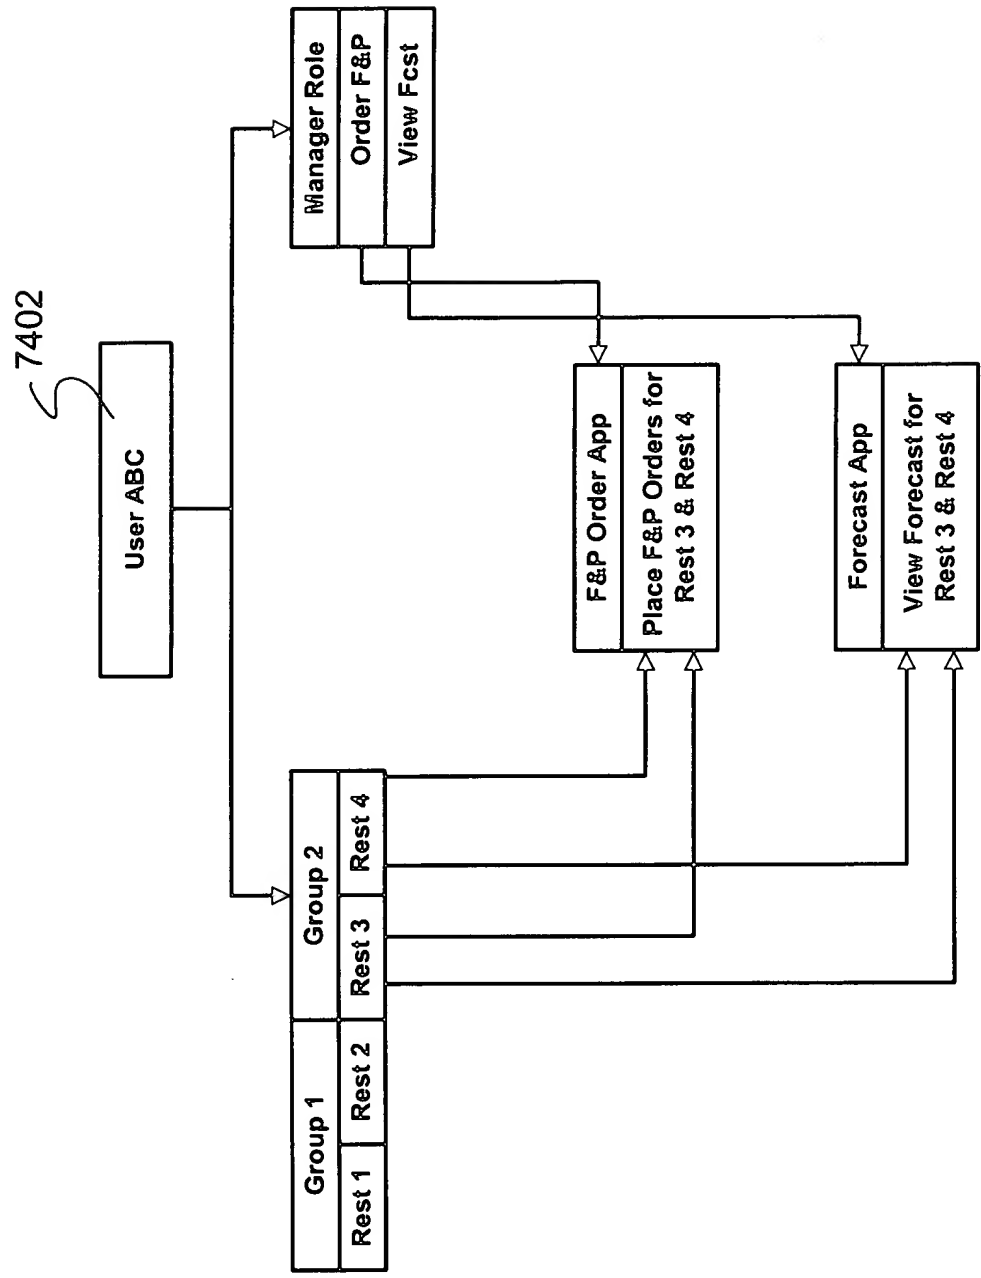 7402
User ABC
Group 1
Group 2
Rest 1
Rest 2
Rest 3
Rest 4
Manager Role
Order F&P
View Fcst
F&P Order App
Place F&P Orders for
Rest 3 & Rest 4
Forecast App
View Forecast for
Rest 3 & Rest 4